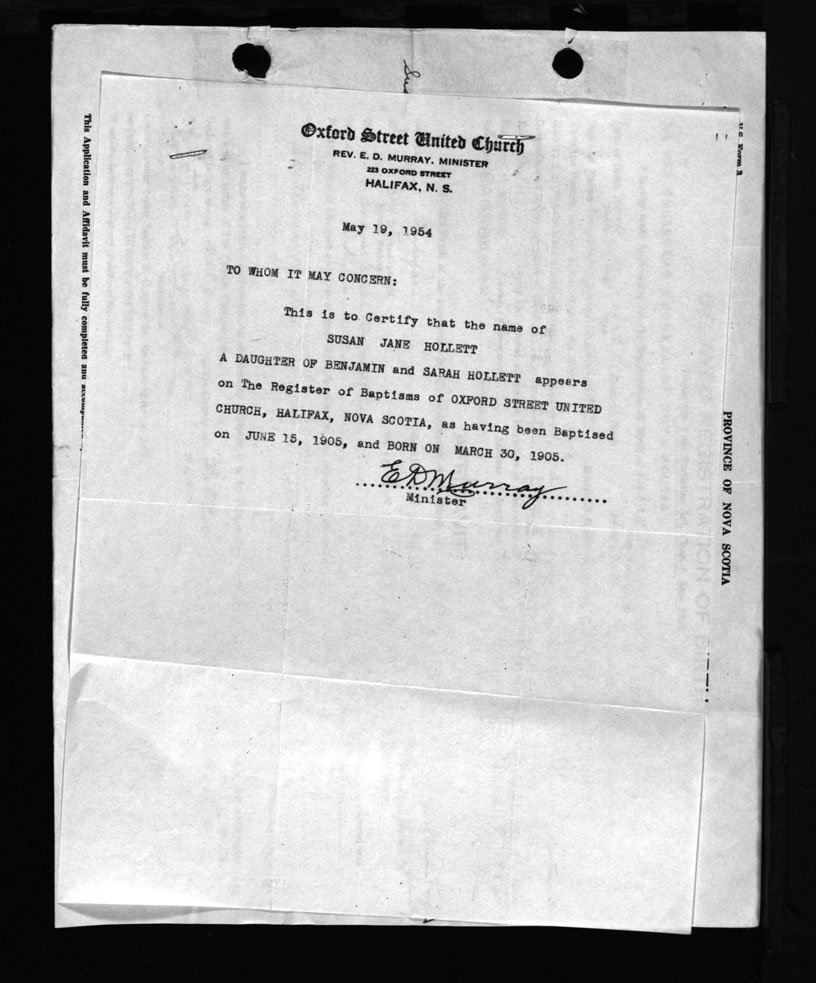 Oxford Street United Church
REV. E. D. MURRAY. MINISTER
223 OXFORD STREET
HALIFAX, N. S.
May 19, 1954
TO WHOM IT MAY CONCERN:
This is to Certify that the name of
SUSAN JANE HOLLETT
A DAUGHTER OF BENJAMIN and SARAH HOLLETT appears
on The Register of Baptisms of OXFORD STREET UNITED
CHURCH, HALIFAX, NOVA SCOTIA, as having been Baptised
on JUNE 15, 1905, and BORN ON MARCH 30, 1905.
E D Murray
Minister
This Application and Affidavit must be fully completed and
PROVINCE OF NOVA SCOTIA
Form 2
Su